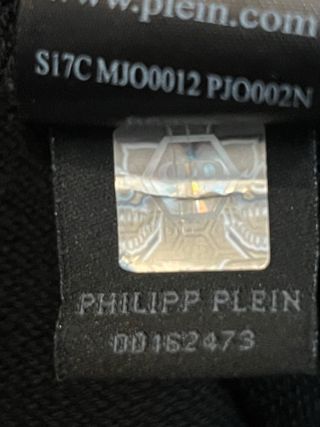 www.plein.com
S17C MJO0012 PJO002N
PHILIPP PLEIN
00162473